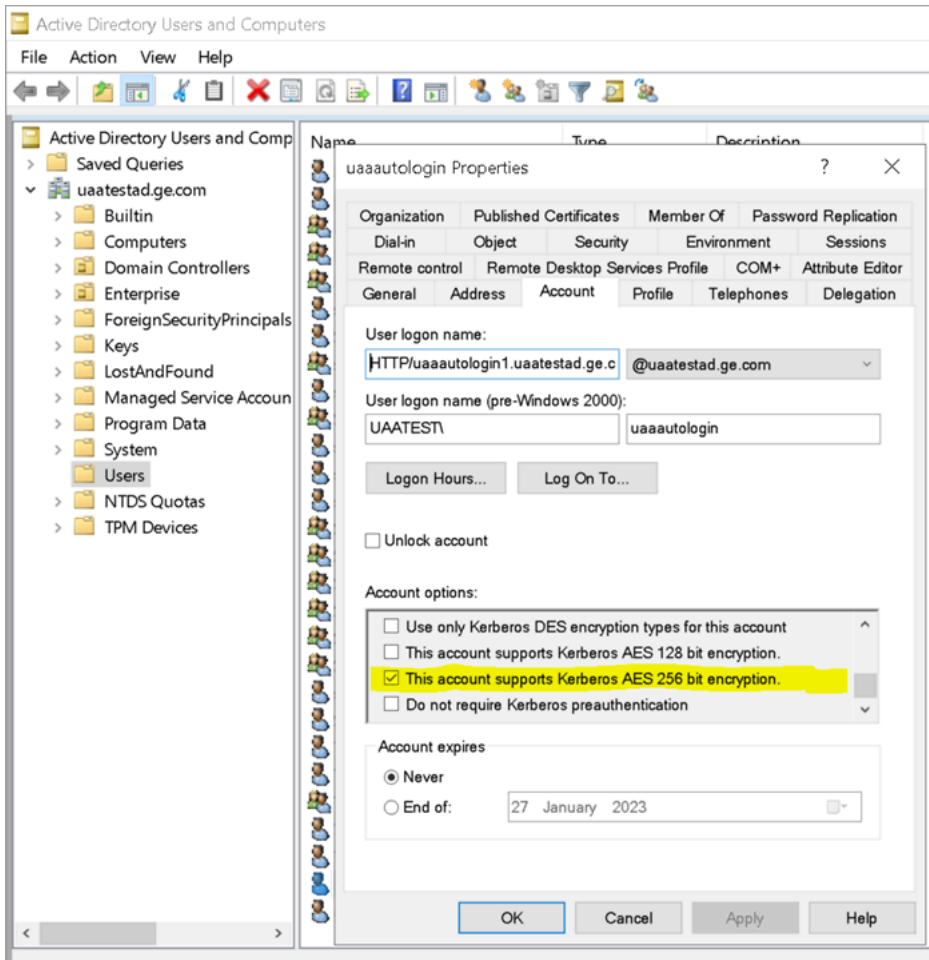 Active Directory Users and Computers
File Action View Help
Active Directory Users and Comp
Saved Queries
uaatestad.ge.com
Builtin
Computers
Domain Controllers
Enterprise
ForeignSecurityPrincipals
Keys
LostAndFound
Managed Service Accoun
Program Data
System
Users
NTDS Quotas
TPM Devices
Name Type Description
uaaautologin Properties ?
Organization Published Certificates Member Of Password Replication
Dial-in Object Security Environment Sessions
Remote control Remote Desktop Services Profile COM+ Attribute Editor
General Address Account Profile Telephones Delegation
User logon name:
HTTP/uaaautologin1.uaatestad.ge.c @uaatestad.ge.com
User logon name (pre-Windows 2000):
UAATEST\ uaaautologin
Logon Hours... Log On To...
Unlock account
Account options:
Use only Kerberos DES encryption types for this account
This account supports Kerberos AES 128 bit encryption.
This account supports Kerberos AES 256 bit encryption.
Do not require Kerberos preauthentication
Account expires
Never
End of: 27 January 2023
OK Cancel Apply Help